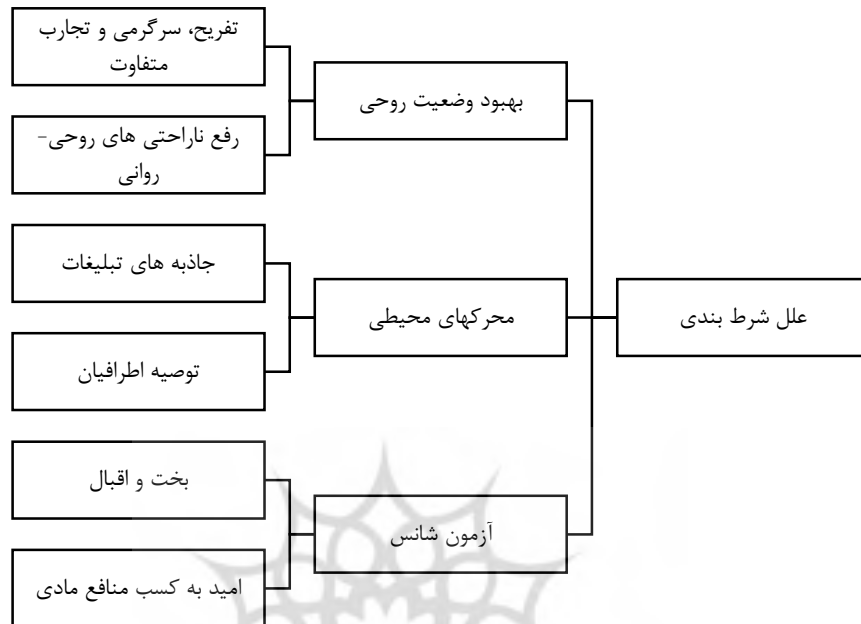 علل شرط بندی
بهبود وضعیت روحی
تفریح، سرگرمی و تجارب
متفاوت
رفع ناراحتی های روحی-
روانی
محرکهای محیطی
جاذبه های تبلیغات
توصیه اطرافیان
آزمون شانس
بخت و اقبال
امید به کسب منافع مادی